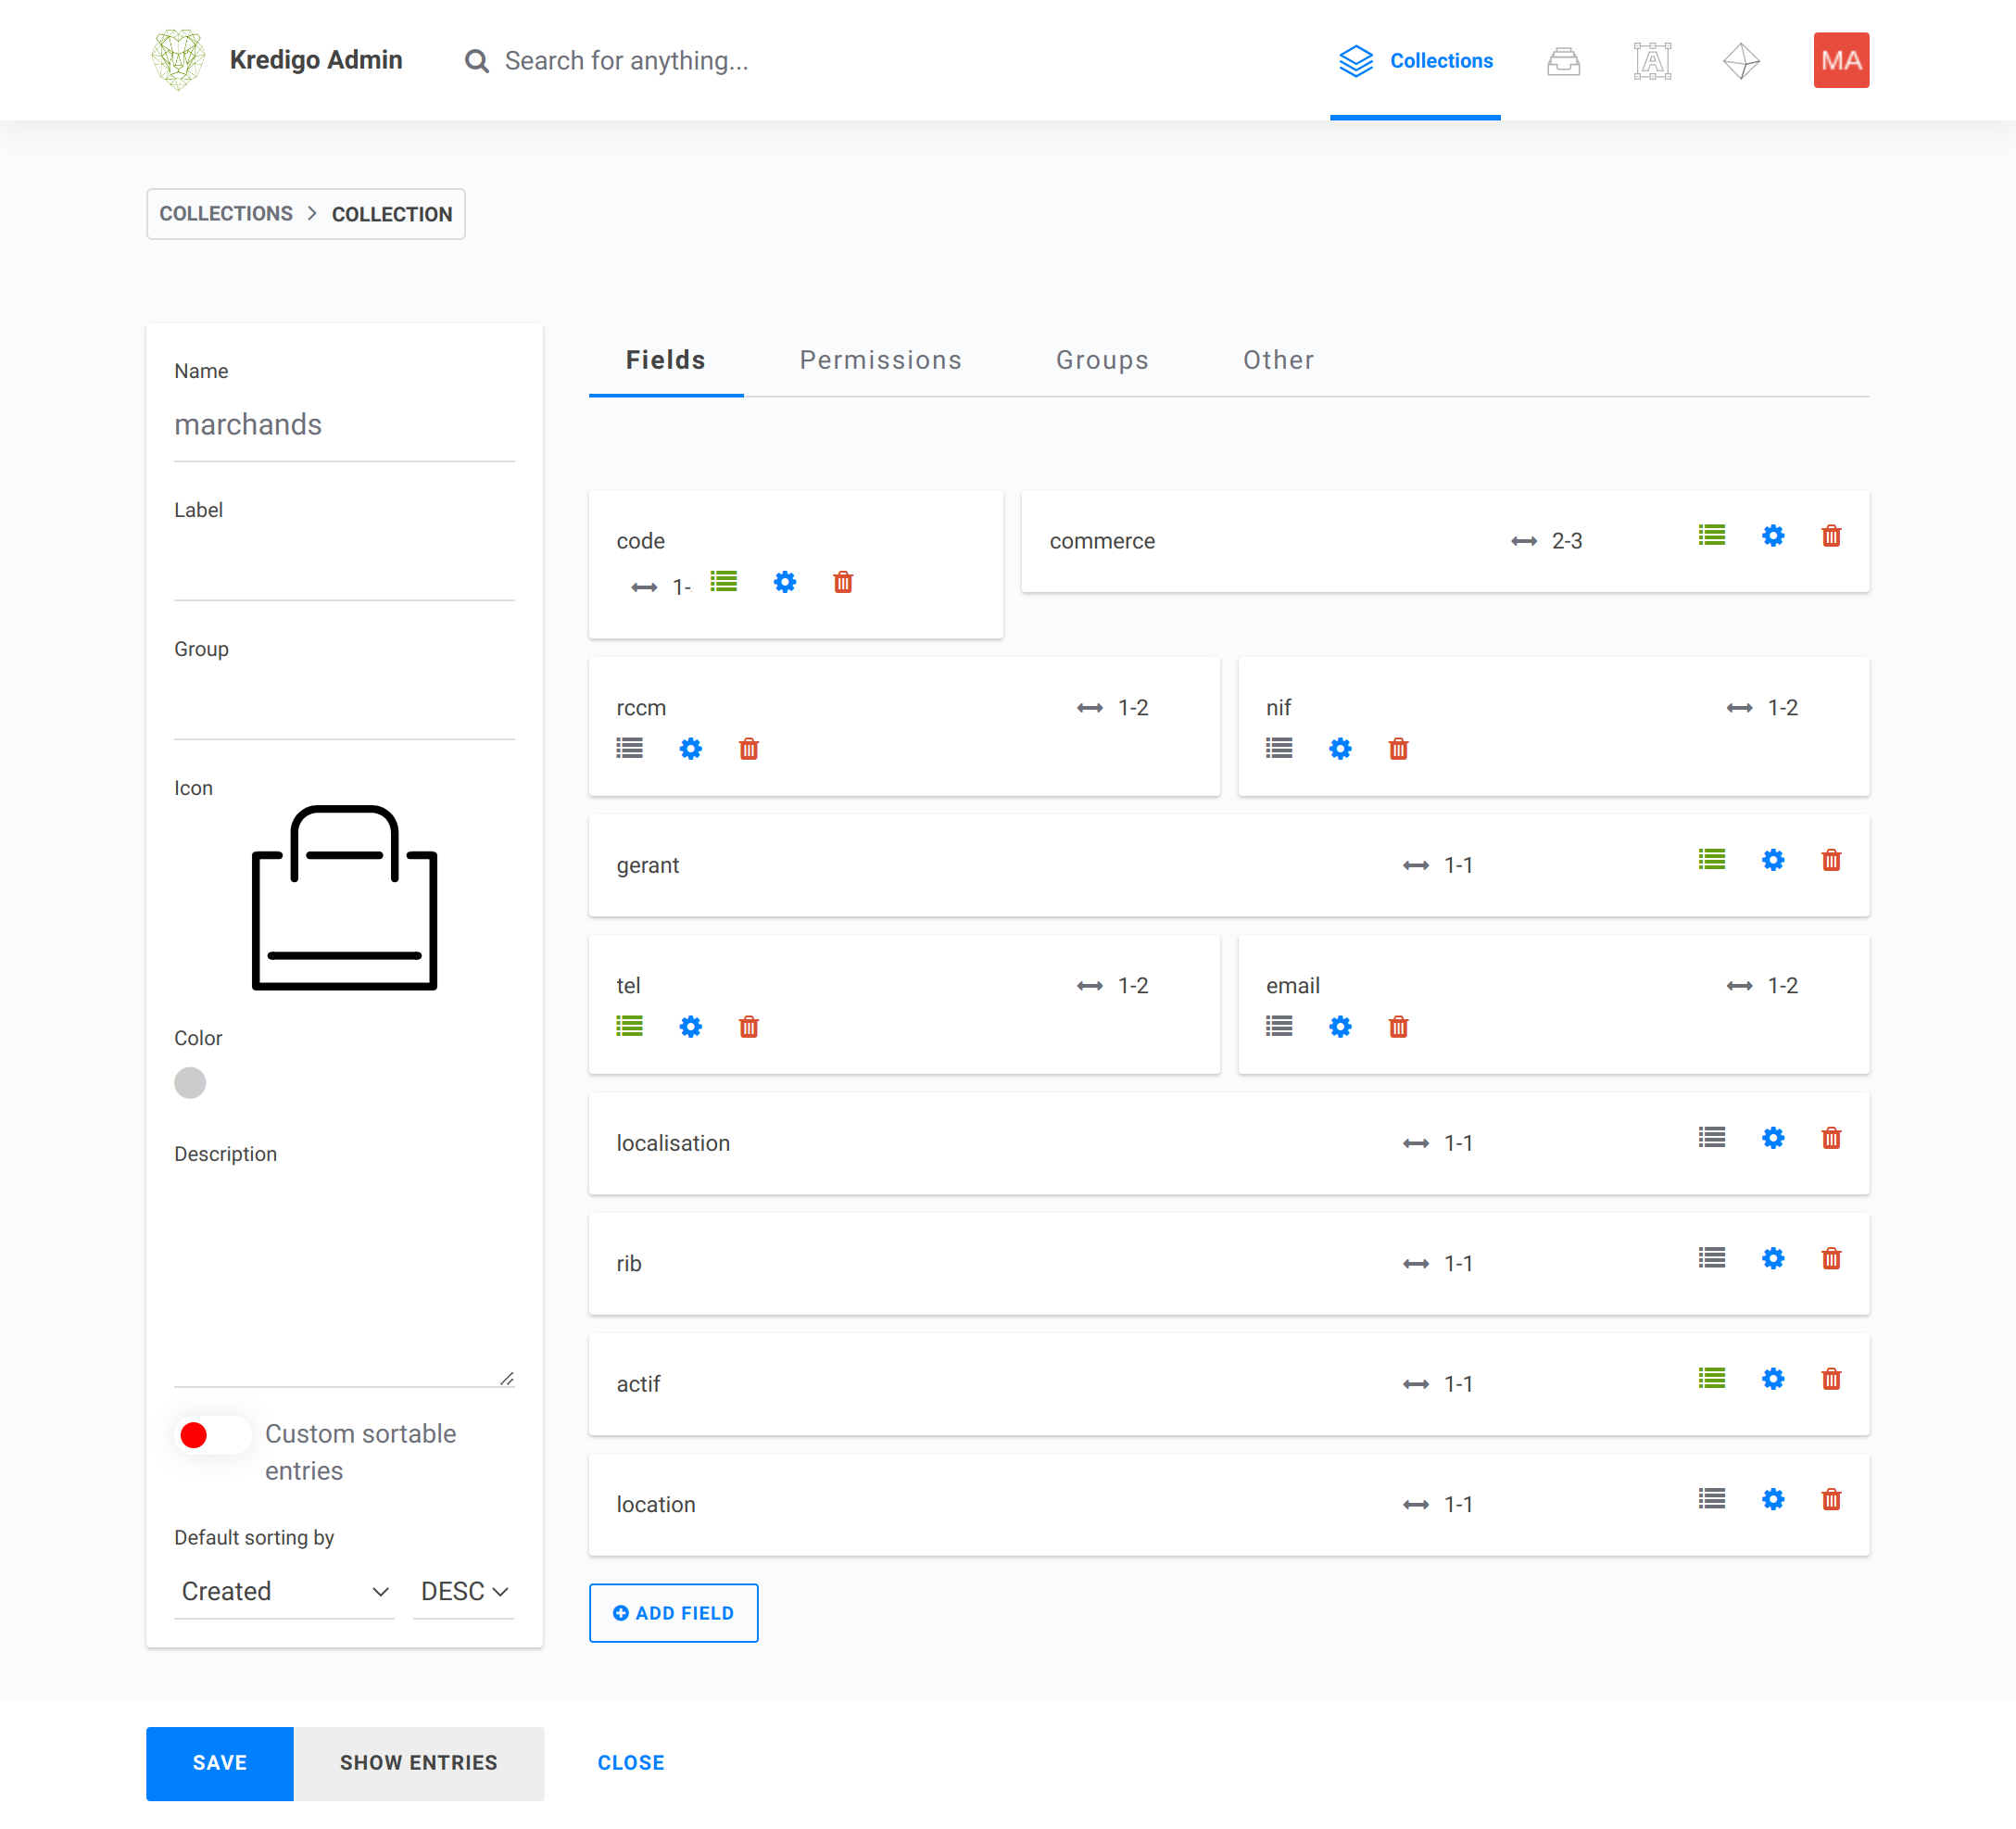 Kredigo Admin
Search for anything...
Collections
MA
COLLECTIONS > COLLECTION
Name
marchands
Label
Group
Icon
Color
Description
Custom sortable
entries
Default sorting by
Created
DESC
Fields
Permissions
Groups
Other
code
1-
commerce
2-3
rccm
1-2
nif
1-2
gerant
1-1
tel
1-2
email
1-2
localisation
1-1
rib
1-1
actif
1-1
location
1-1
ADD FIELD
SAVE
SHOW ENTRIES
CLOSE